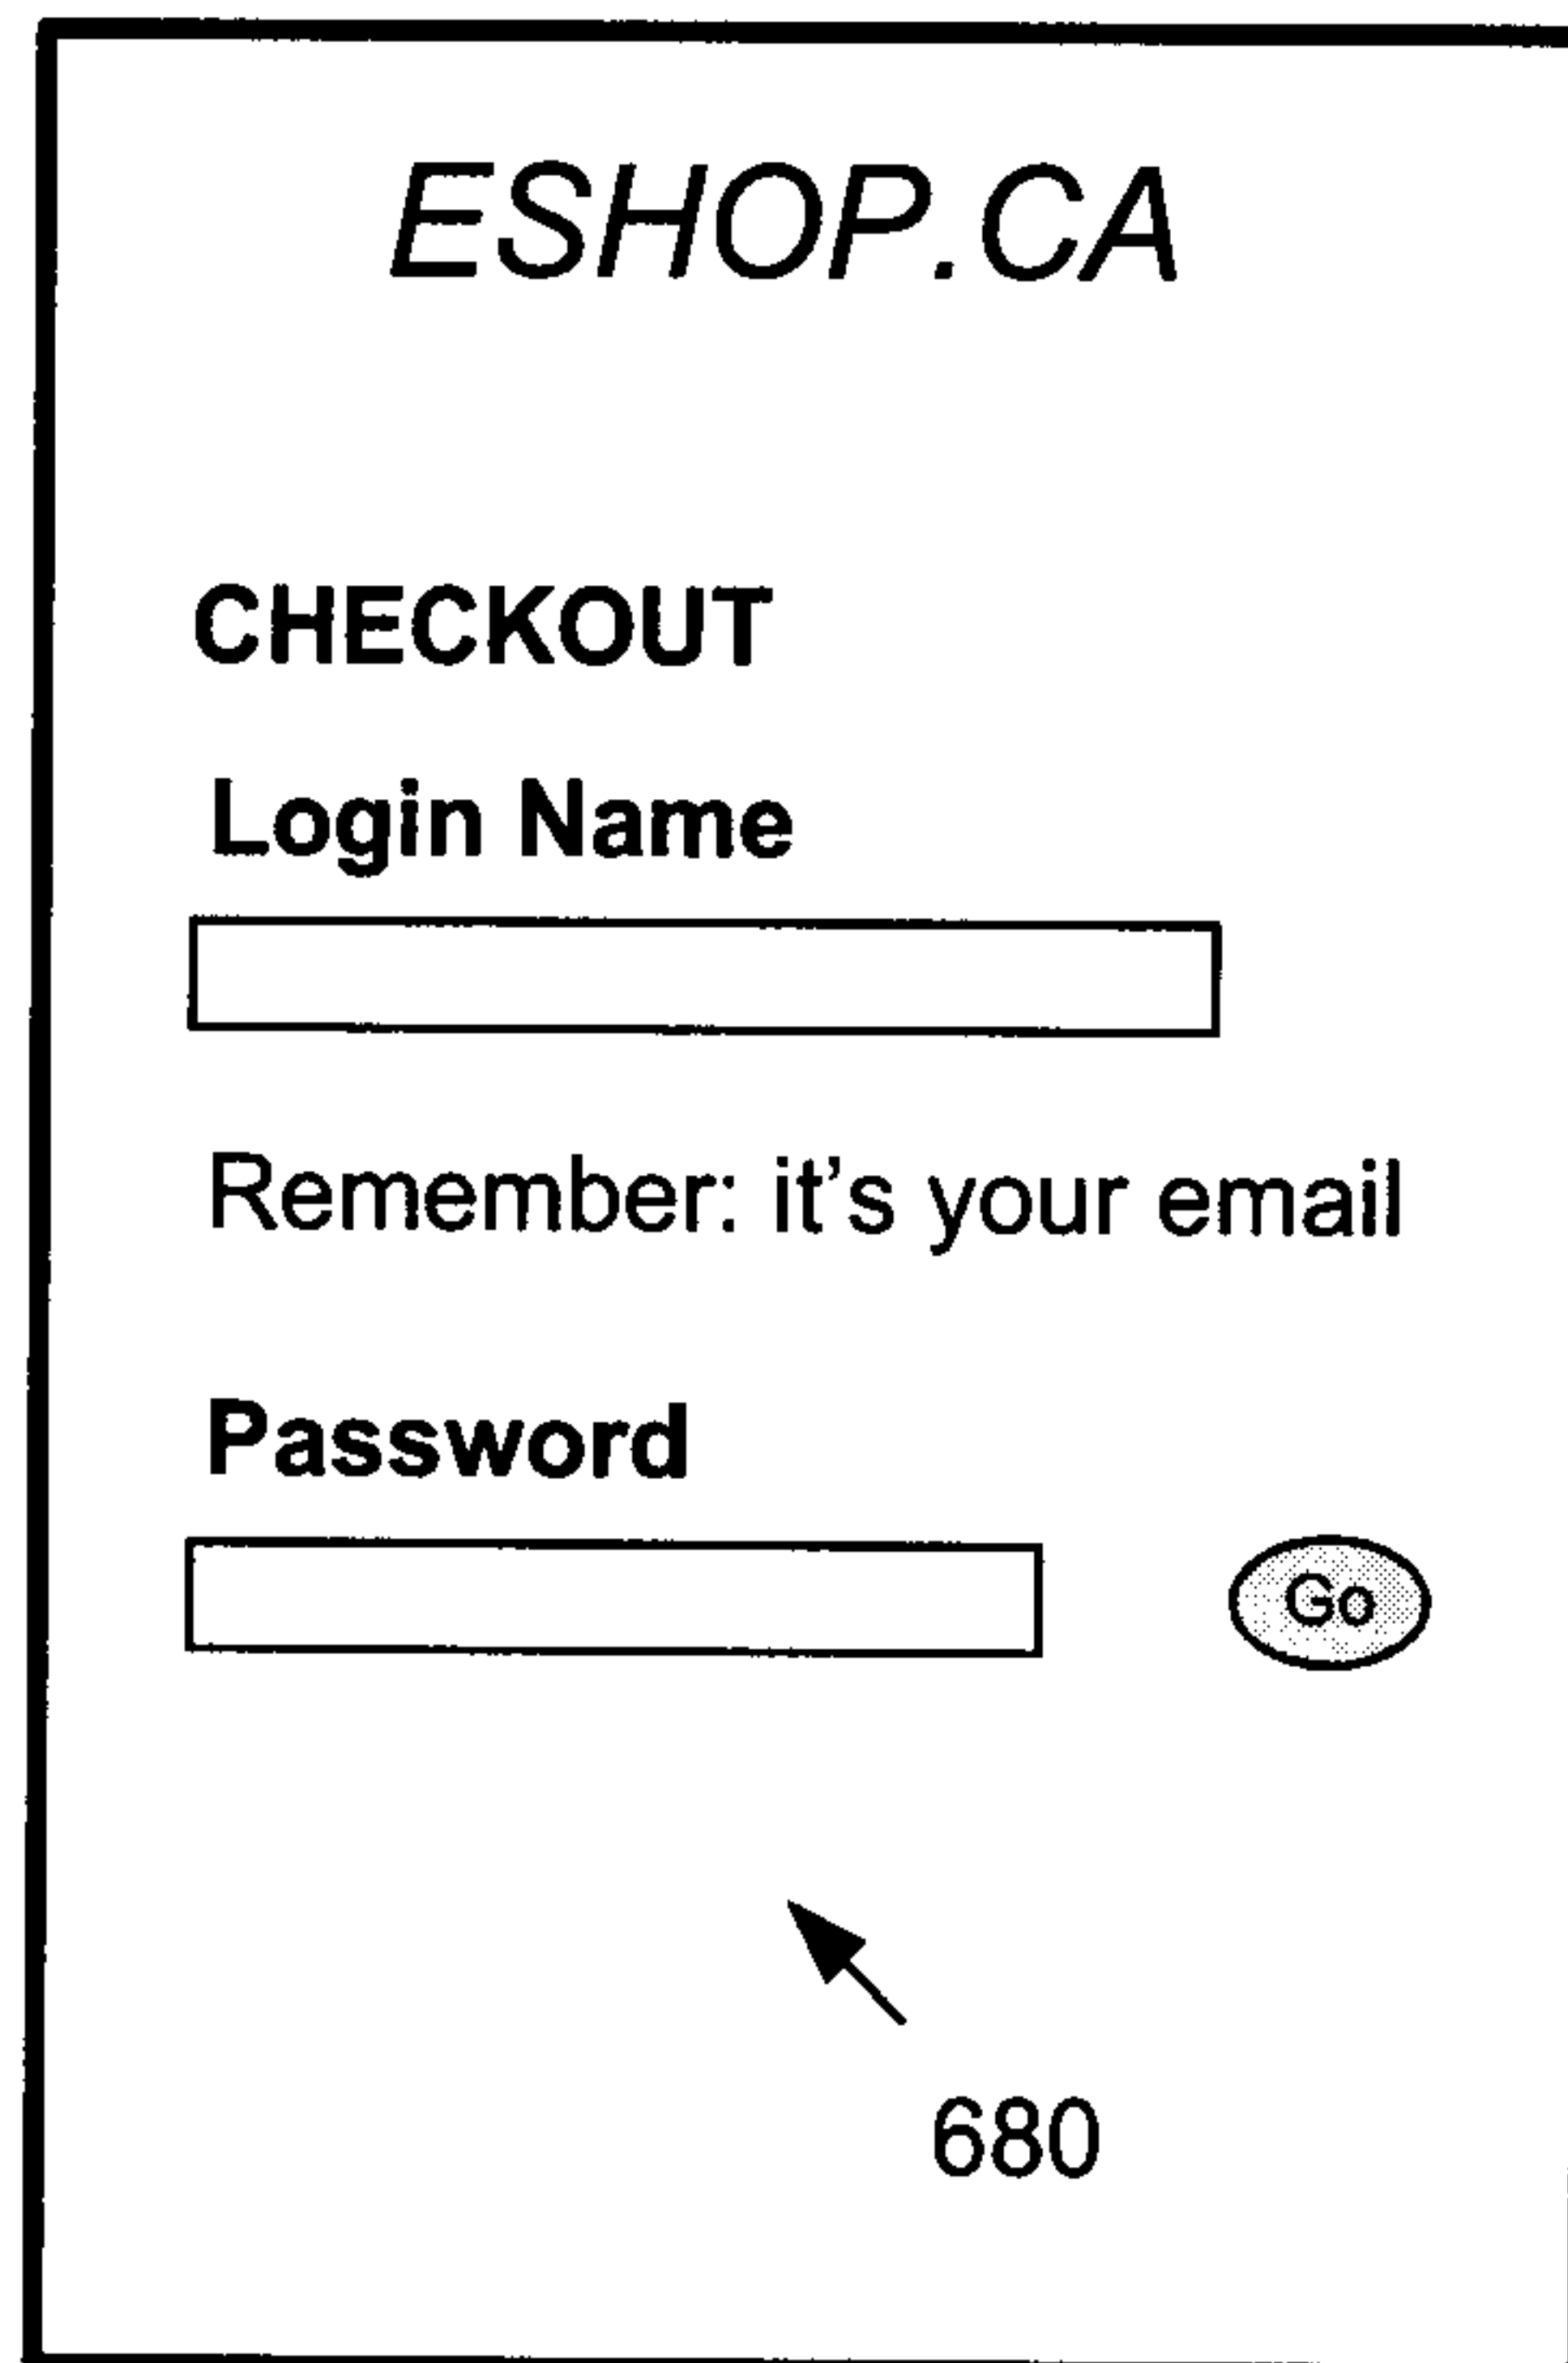 ESHOP.CA
CHECKOUT
Login Name
Remember: it's your email
Password
Go
680